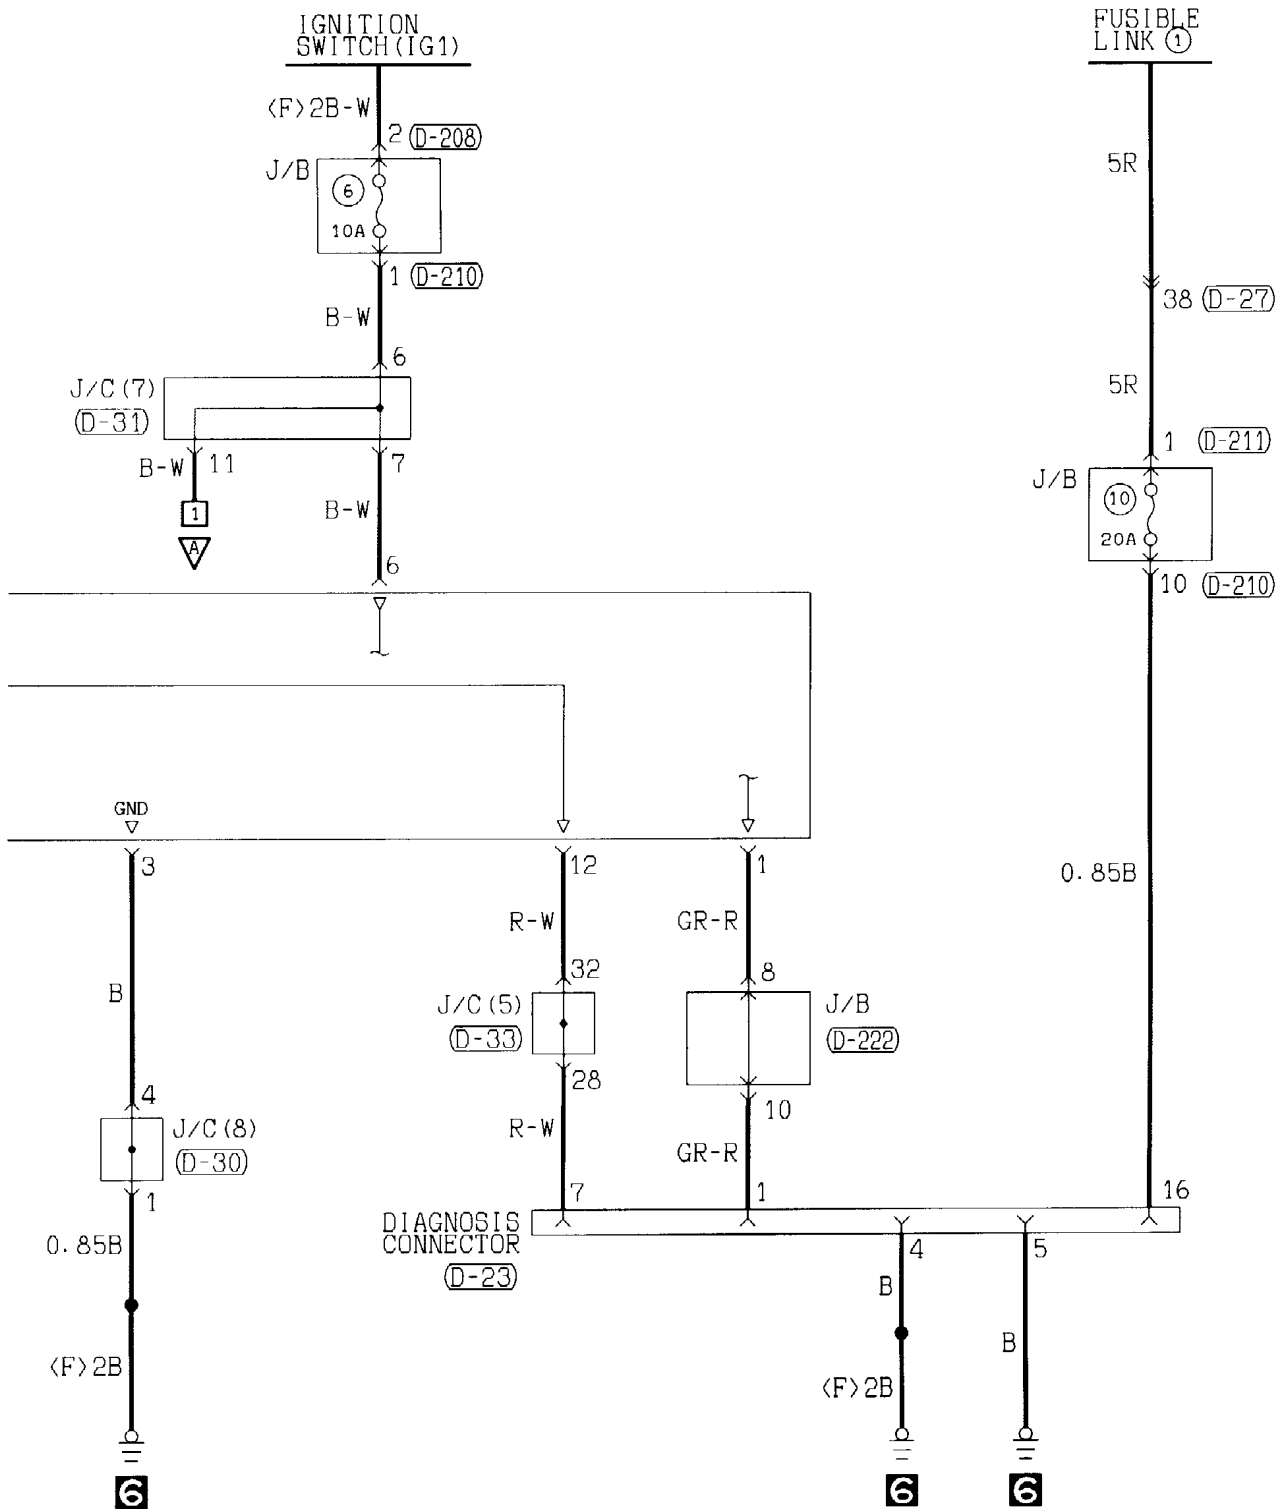 IGNITION
SWITCH(IG1)
FUSIBLE
LINK ①
<F>2B-W
2 (D-208)
J/B
5R
6
10A
1 (D-210)
38 (D-27)
B-W
6
J/C(7)
5R
(D-31)
1 (D-211)
B-W 11
7
J/B
10
1
B-W
20A
A
6
10 (D-210)
GND
3
12
1
0.85B
R-W
GR-R
32
8
B
J/C(5)
J/B
(D-33)
(D-222)
28
4
10
J/C(8)
R-W
GR-R
(D-30)
1
7
1
16
DIAGNOSIS
CONNECTOR
0.85B
4
5
(D-23)
B
B
<F>2B
<F>2B
6
6
6